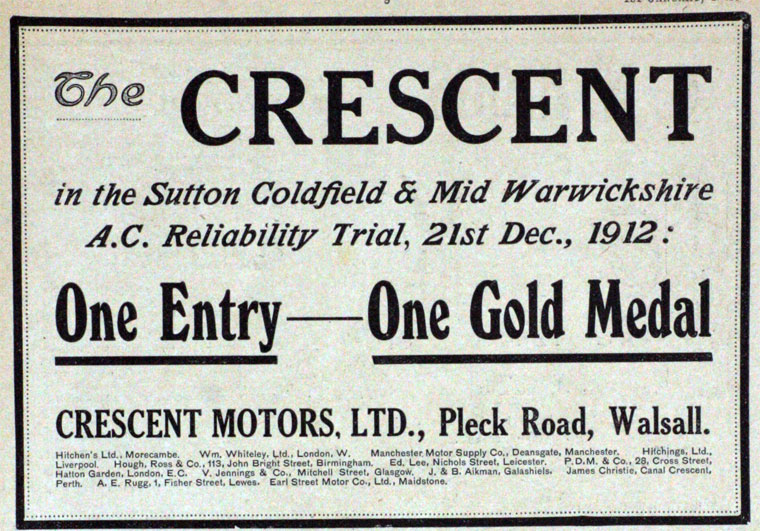 The CRESCENT
in the Sutton Coldfield & Mid Warwickshire
A.C. Reliability Trial, 21st Dec., 1912:
One Entry — One Gold Medal
CRESCENT MOTORS, LTD., Pleck Road, Walsall.
Hitchen's Ltd., Morecambe. Wm. Whiteley, Ltd., London, W. Manchester Motor Supply Co., Deansgate, Manchester. Hitchings, Ltd.,
Liverpool. Hough, Ross & Co., 113, John Bright Street, Birmingham. Ed. Lee, Nichols Street, Leicester. P.D.M. & Co., 28, Cross Street,
Hatton Garden, London, E.C. V. Jennings & Co., Mitchell Street, Glasgow. J. & B. Aikman, Galashiels. James Christie, Canal Crescent,
Perth. A. E. Rugg, 1, Fisher Street, Lewes. Earl Street Motor Co., Ltd., Maidstone.